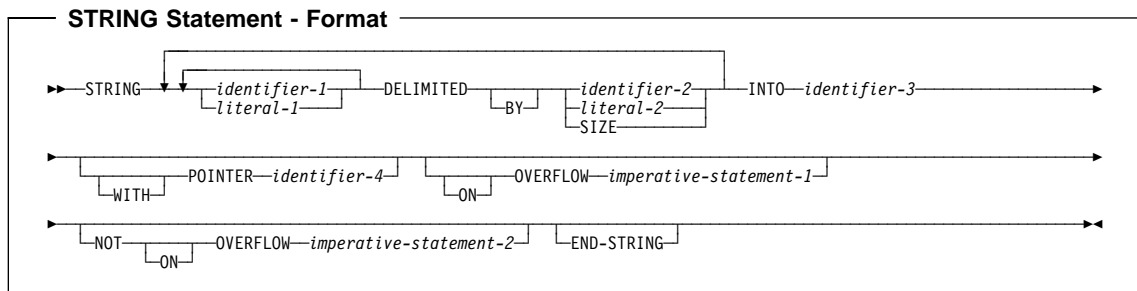 STRING Statement - Format
STRING identifier-1 DELIMITED identifier-2 INTO identifier-3
literal-1 BY literal-2
SIZE
POINTER identifier-4 OVERFLOW imperative-statement-1
WITH ON
NOT OVERFLOW imperative-statement-2 END-STRING
ON